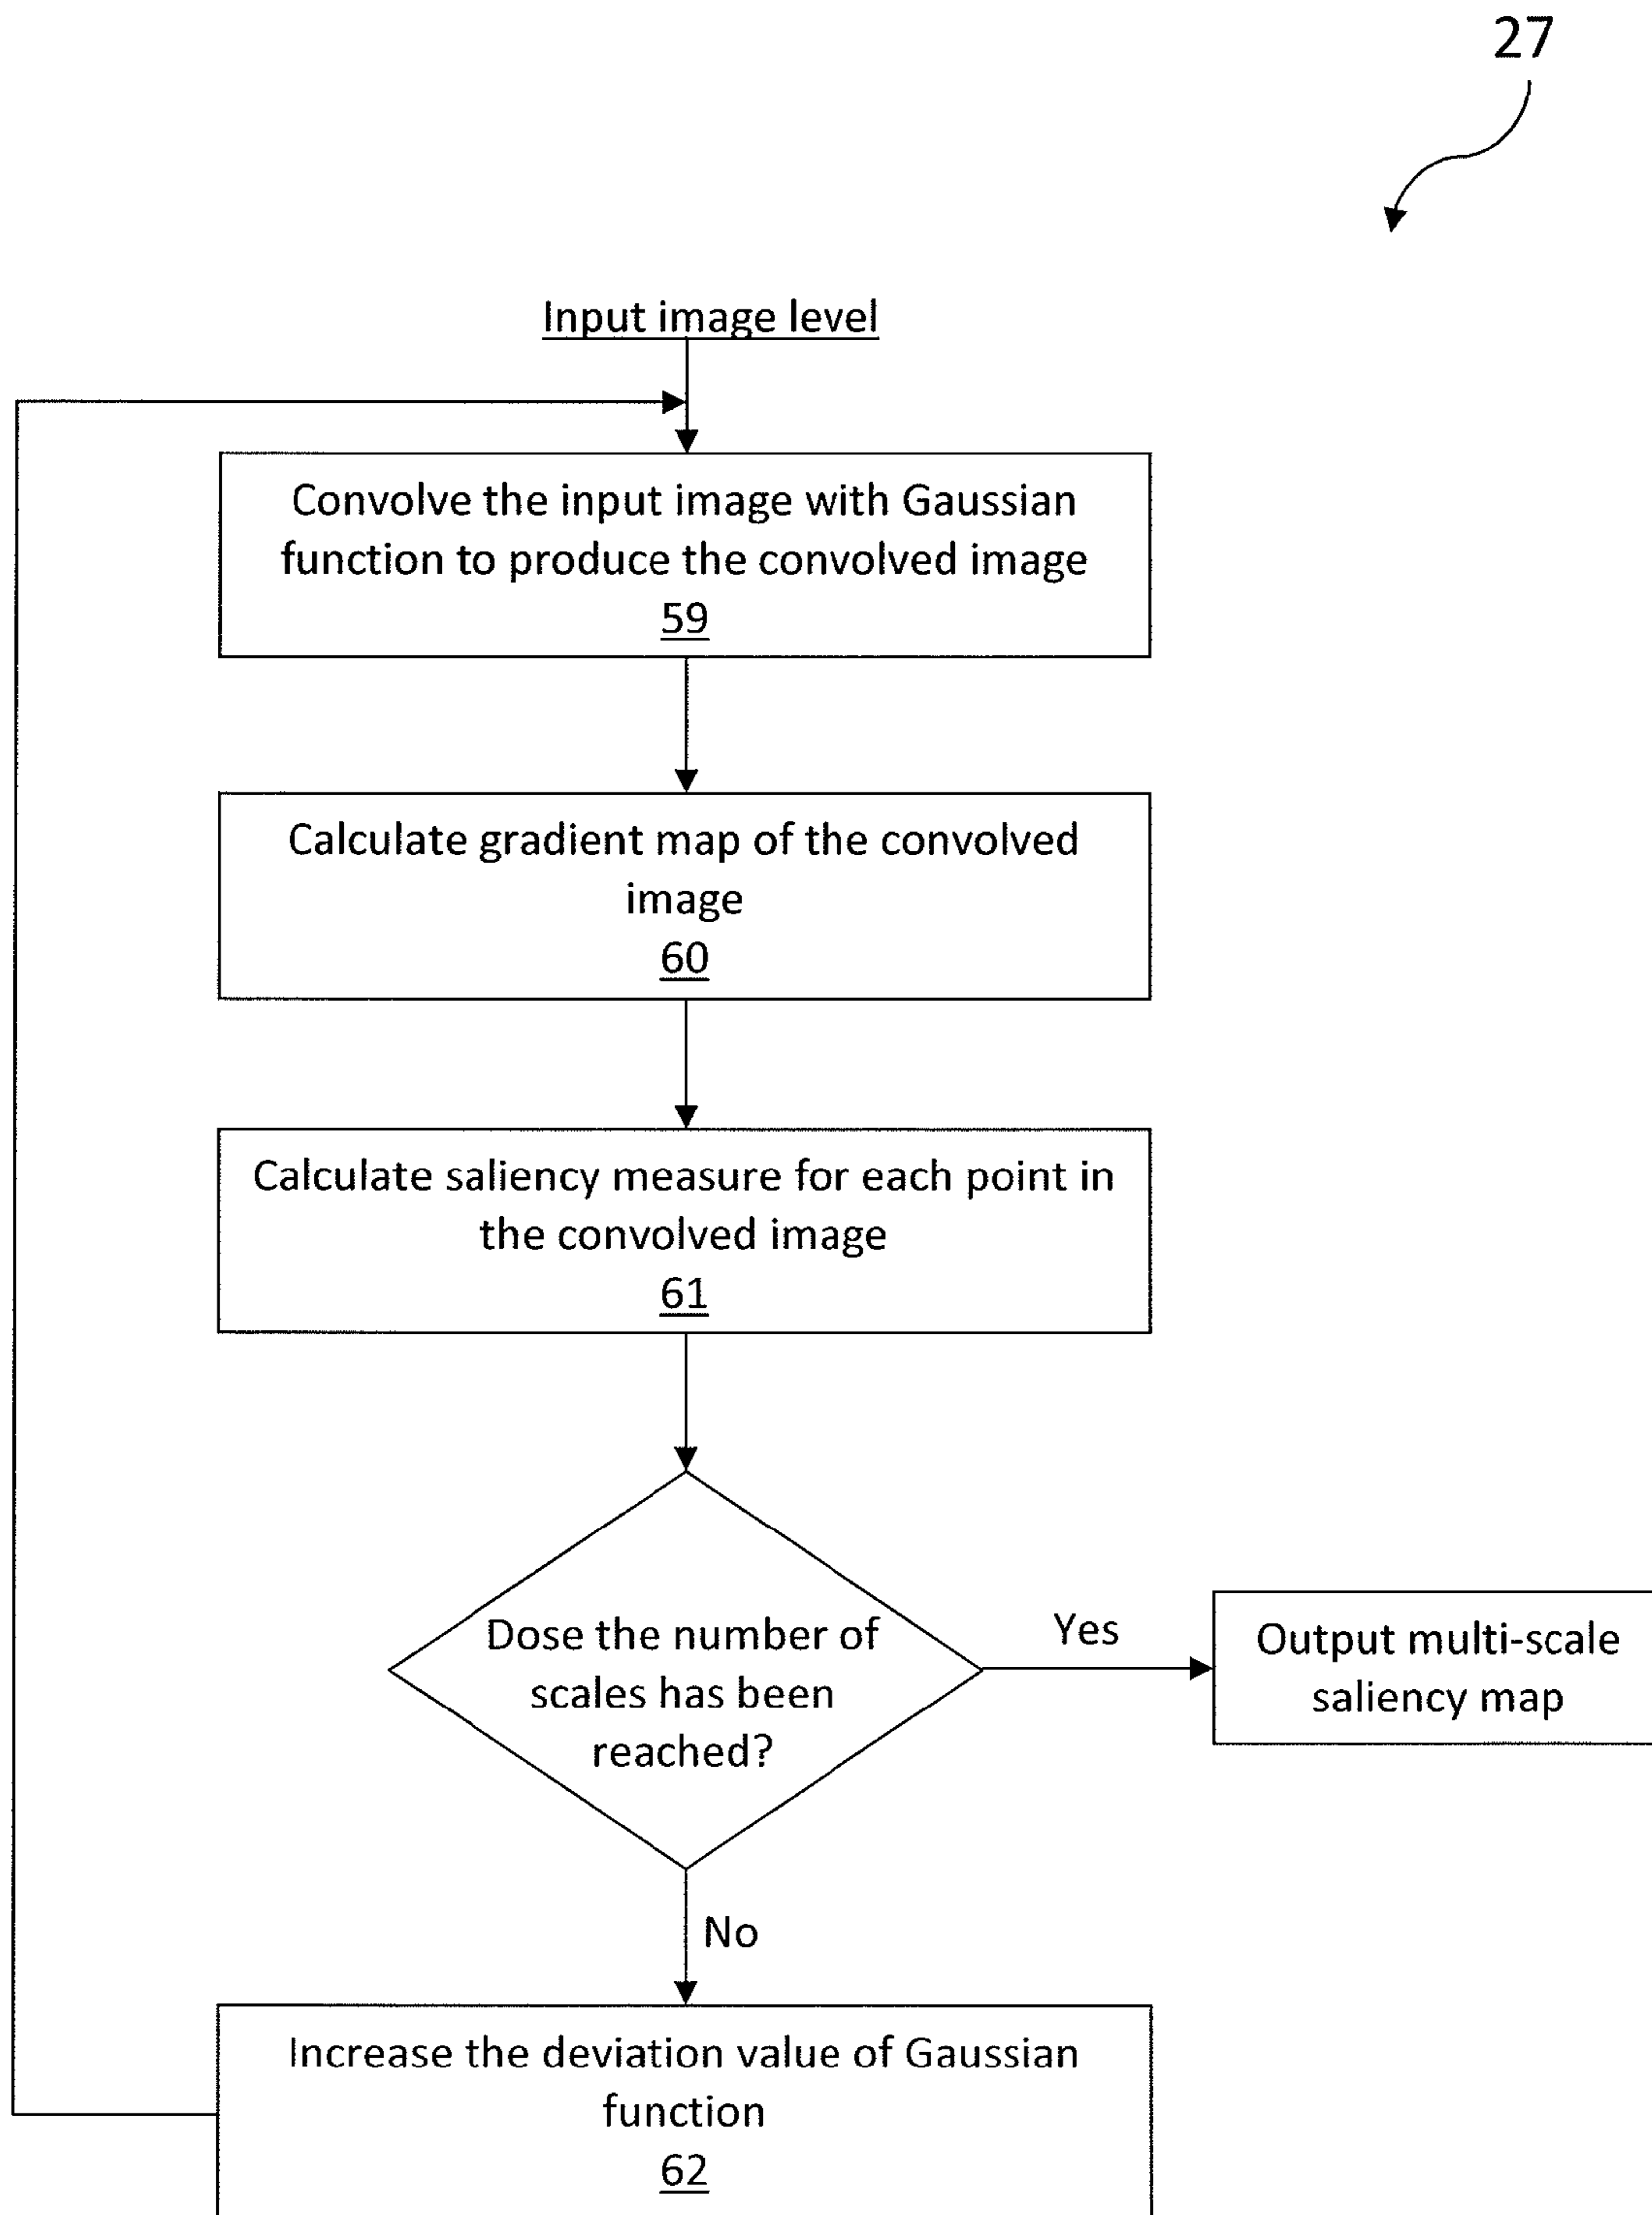 27
Input image level
Convolve the input image with Gaussian
function to produce the convolved image
59
Calculate gradient map of the convolved
image
60
Calculate saliency measure for each point in
the convolved image
61
Dose the number of
scales has been
reached?
Yes
Output multi-scale
saliency map
No
Increase the deviation value of Gaussian
function
62